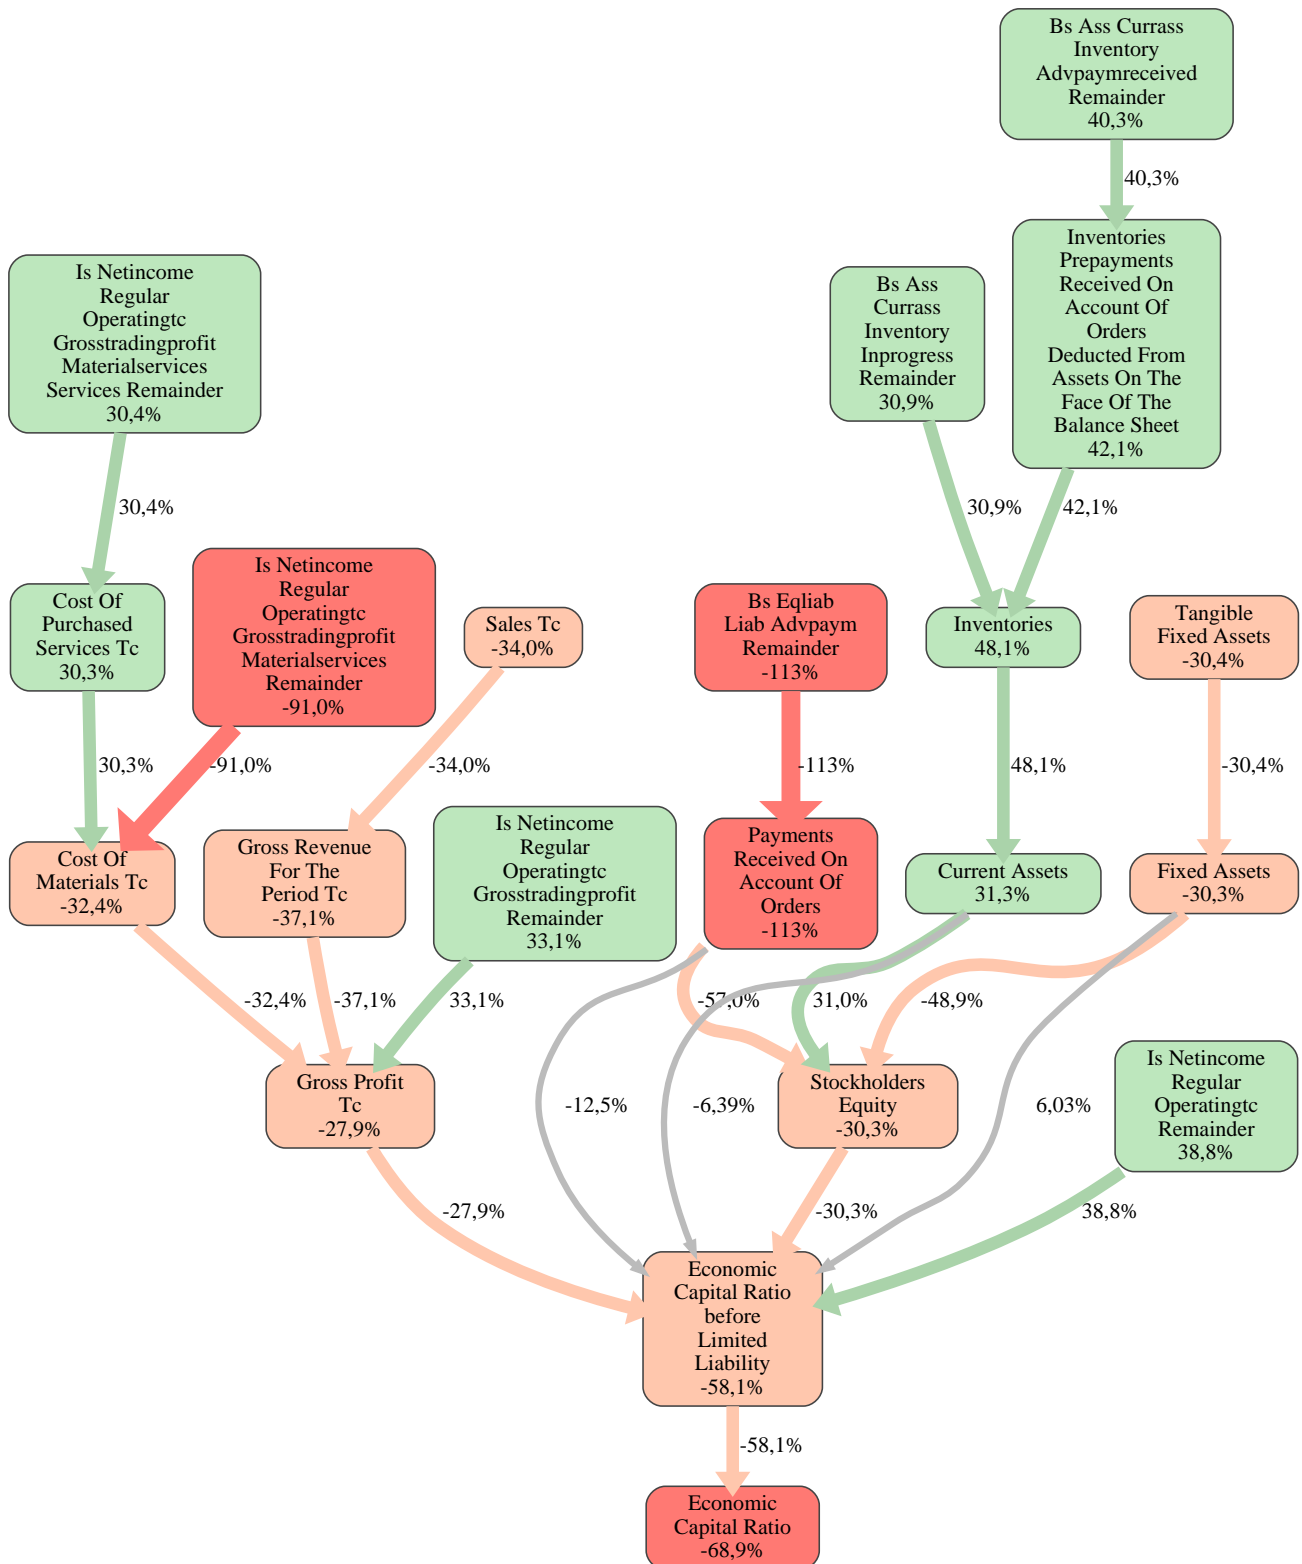 Bs Ass Currass
Inventory
Advpaymreceived
Remainder
40,3%
40,3%
Inventories
Prepayments
Received On
Account Of
Orders
Deducted From
Assets On The
Face Of The
Balance Sheet
42,1%
Is Netincome
Regular
Operatingtc
Grosstradingprofit
Materialservices
Services Remainder
30,4%
Bs Ass
Currass
Inventory
Inprogress
Remainder
30,9%
30,4%
30,9%
42,1%
Cost Of
Purchased
Services Tc
30,3%
Is Netincome
Regular
Operatingtc
Grosstradingprofit
Materialservices
Remainder
-91,0%
Sales Tc
-34,0%
Bs Eqliab
Liab Advpaym
Remainder
-113%
Inventories
48,1%
Tangible
Fixed Assets
-30,4%
30,3%
-91,0%
-34,0%
-113%
48,1%
-30,4%
Cost Of
Materials Tc
-32,4%
Gross Revenue
For The
Period Tc
-37,1%
Is Netincome
Regular
Operatingtc
Grosstradingprofit
Remainder
33,1%
Payments
Received On
Account Of
Orders
-113%
Current Assets
31,3%
Fixed Assets
-30,3%
-32,4%
-37,1%
33,1%
-57,0%
31,0%
-48,9%
Gross Profit
Tc
-27,9%
-12,5%
-6,39%
Stockholders
Equity
-30,3%
6,03%
Is Netincome
Regular
Operatingtc
Remainder
38,8%
-27,9%
-30,3%
38,8%
Economic
Capital Ratio
before
Limited
Liability
-58,1%
-58,1%
Economic
Capital Ratio
-68,9%